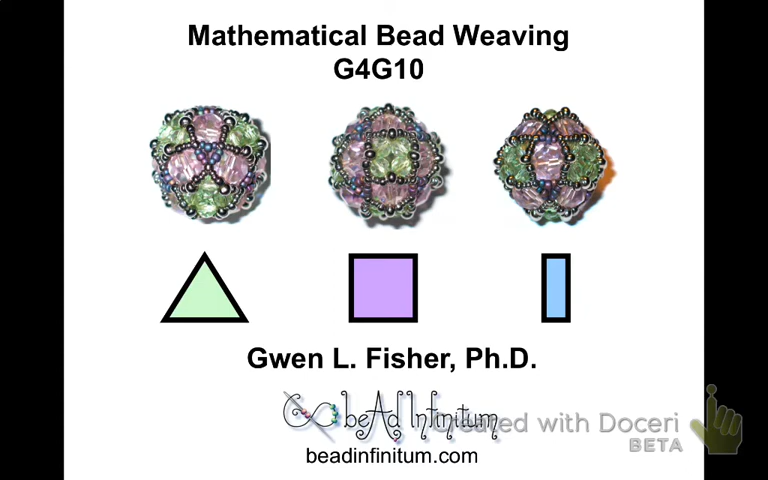 Mathematical Bead Weaving
G4G10
Gwen L. Fisher, Ph.D.
beAd Infinitum
Created with Doceri
BETA
beadinfinitum.com